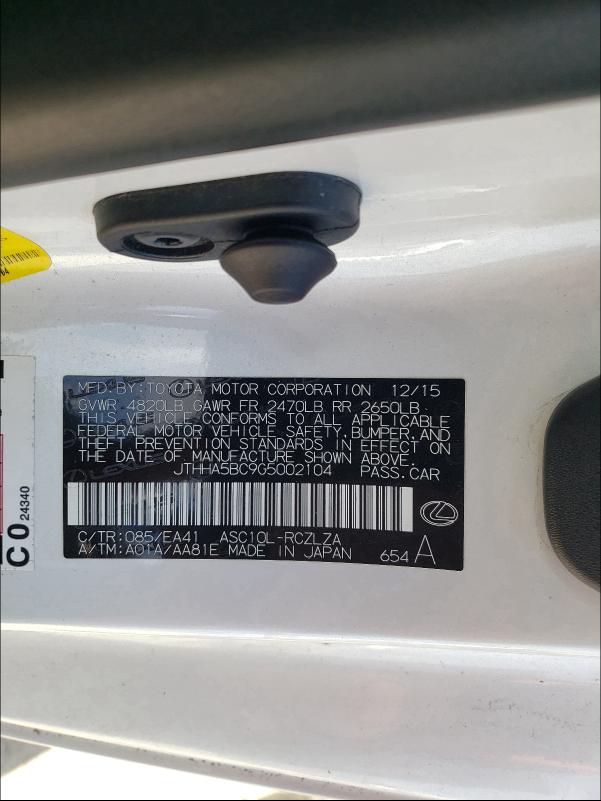 MFD. BY: TOYOTA MOTOR CORPORATION 12/15
GVWR 4820LB GAWR FR 2470LB RR 2650LB
THIS VEHICLE CONFORMS TO ALL APPLICABLE
FEDERAL MOTOR VEHICLE SAFETY, BUMPER, AND
THEFT PREVENTION STANDARDS IN EFFECT ON
THE DATE OF MANUFACTURE SHOWN ABOVE.
JTHHA5BC9G5002104 PASS. CAR
C/TR: 085/EA41 ASC10L-RCZLZA
A/TM: A01A/AA81E MADE IN JAPAN 654 A
C 0 24340